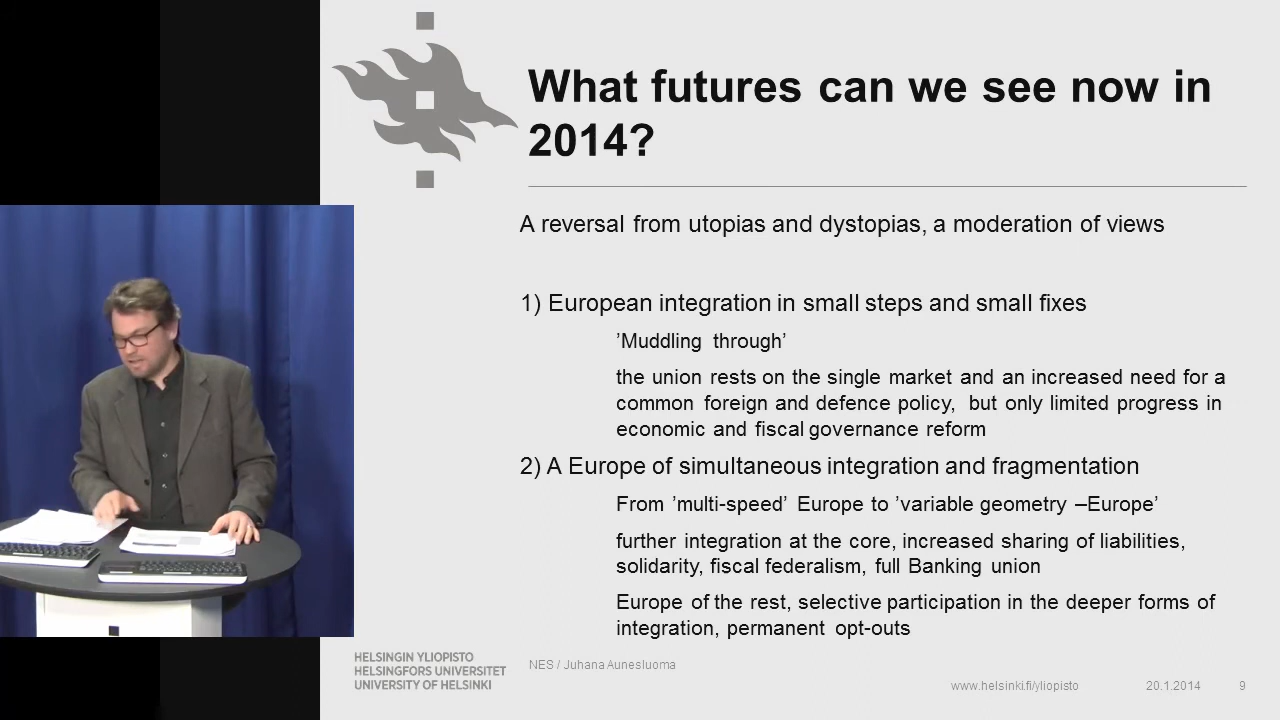 What futures can we see now in
2014?
A reversal from utopias and dystopias, a moderation of views
1) European integration in small steps and small fixes
’Muddling through’
the union rests on the single market and an increased need for a
common foreign and defence policy, but only limited progress in
economic and fiscal governance reform
2) A Europe of simultaneous integration and fragmentation
From ’multi-speed’ Europe to ’variable geometry –Europe’
further integration at the core, increased sharing of liabilities,
solidarity, fiscal federalism, full Banking union
Europe of the rest, selective participation in the deeper forms of
integration, permanent opt-outs
HELSINGIN YLIOPISTO
HELSINGFORS UNIVERSITET
UNIVERSITY OF HELSINKI
NES / Juhana Aunesluoma
www.helsinki.fi/yliopisto
20.1.2014
9